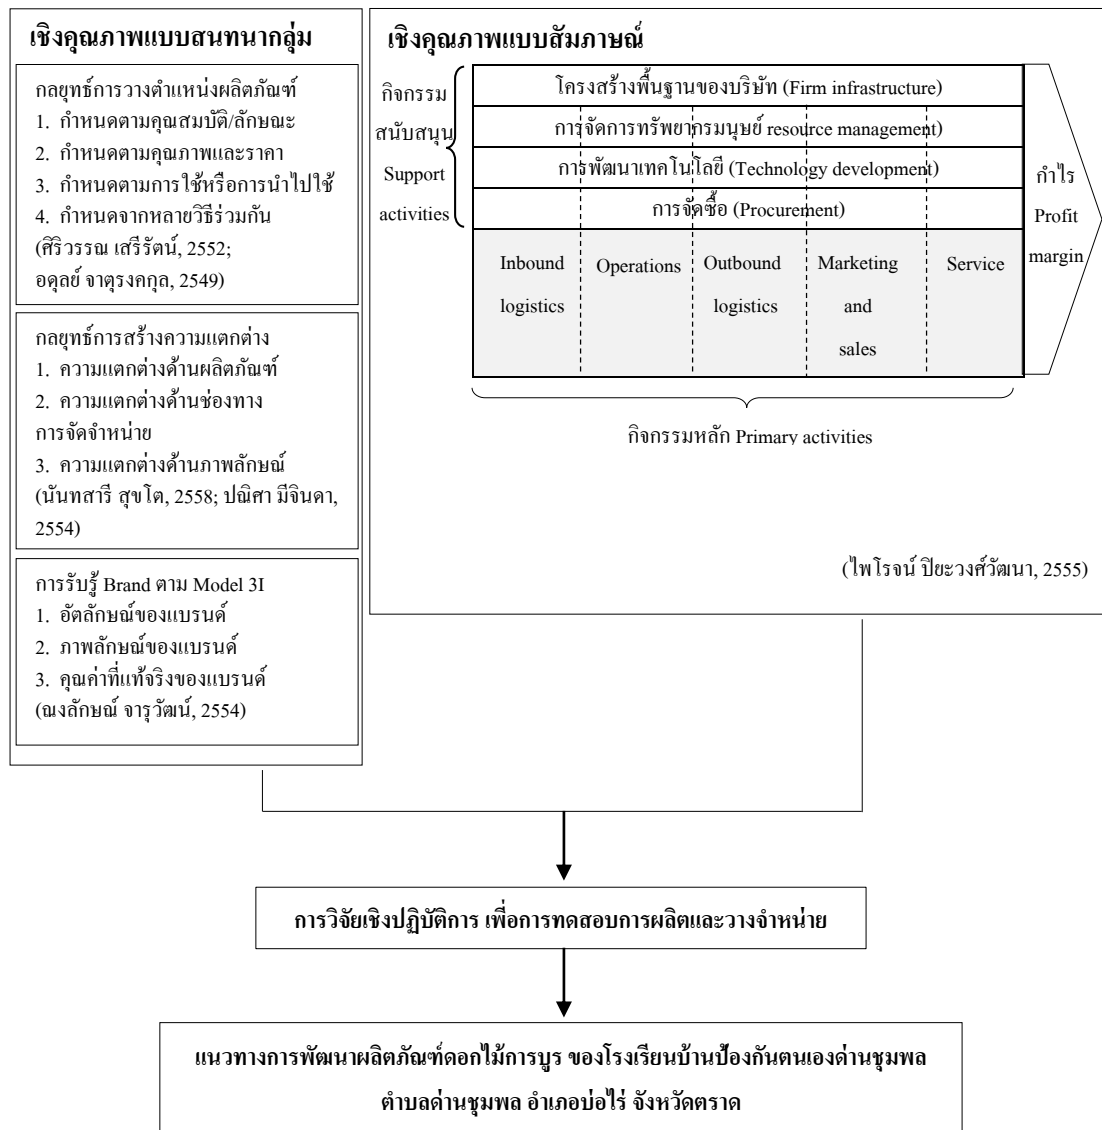 เชิงคุณภาพแบบสนทนากลุ่ม
กลยุทธ์การวางตำแหน่งผลิตภัณฑ์
1. กำหนดตามคุณสมบัติ/ลักษณะ
2. กำหนดตามคุณภาพและราคา
3. กำหนดตามการใช้หรือการนำไปใช้
4. กำหนดจากหลายวิธีร่วมกัน
(ศิริวรรณ เสรีรัตน์, 2552;
อดุลย์ จาตุรงคกุล, 2549)
กลยุทธ์การสร้างความแตกต่าง
1. ความแตกต่างด้านผลิตภัณฑ์
2. ความแตกต่างด้านช่องทาง
การจัดจำหน่าย
3. ความแตกต่างด้านภาพลักษณ์
(นันทสารี สุขโต, 2558; ปณิศา มีจินดา,
2554)
การรับรู้ Brand ตาม Model 3I
1. อัตลักษณ์ของแบรนด์
2. ภาพลักษณ์ของแบรนด์
3. คุณค่าที่แท้จริงของแบรนด์
(ณงลักษณ์ จารุวัฒน์, 2554)
เชิงคุณภาพแบบสัมภาษณ์
กิจกรรม
สนับสนุน
Support
activities
โครงสร้างพื้นฐานของบริษัท (Firm infrastructure)
การจัดการทรัพยากรมนุษย์ resource management)
การพัฒนาเทคโนโลยี (Technology development)
การจัดซื้อ (Procurement)
Inbound
logistics
Operations
Outbound
logistics
Marketing
and
sales
Service
กำไร
Profit
margin
กิจกรรมหลัก Primary activities
(ไพโรจน์ ปิยะวงศ์วัฒนา, 2555)
การวิจัยเชิงปฏิบัติการ เพื่อการทดสอบการผลิตและวางจำหน่าย
แนวทางการพัฒนาผลิตภัณฑ์ดอกไม้การบูร ของโรงเรียนบ้านป้องกันตนเองด่านชุมพล
ตำบลด่านชุมพล อำเภอบ่อไร่ จังหวัดตราด